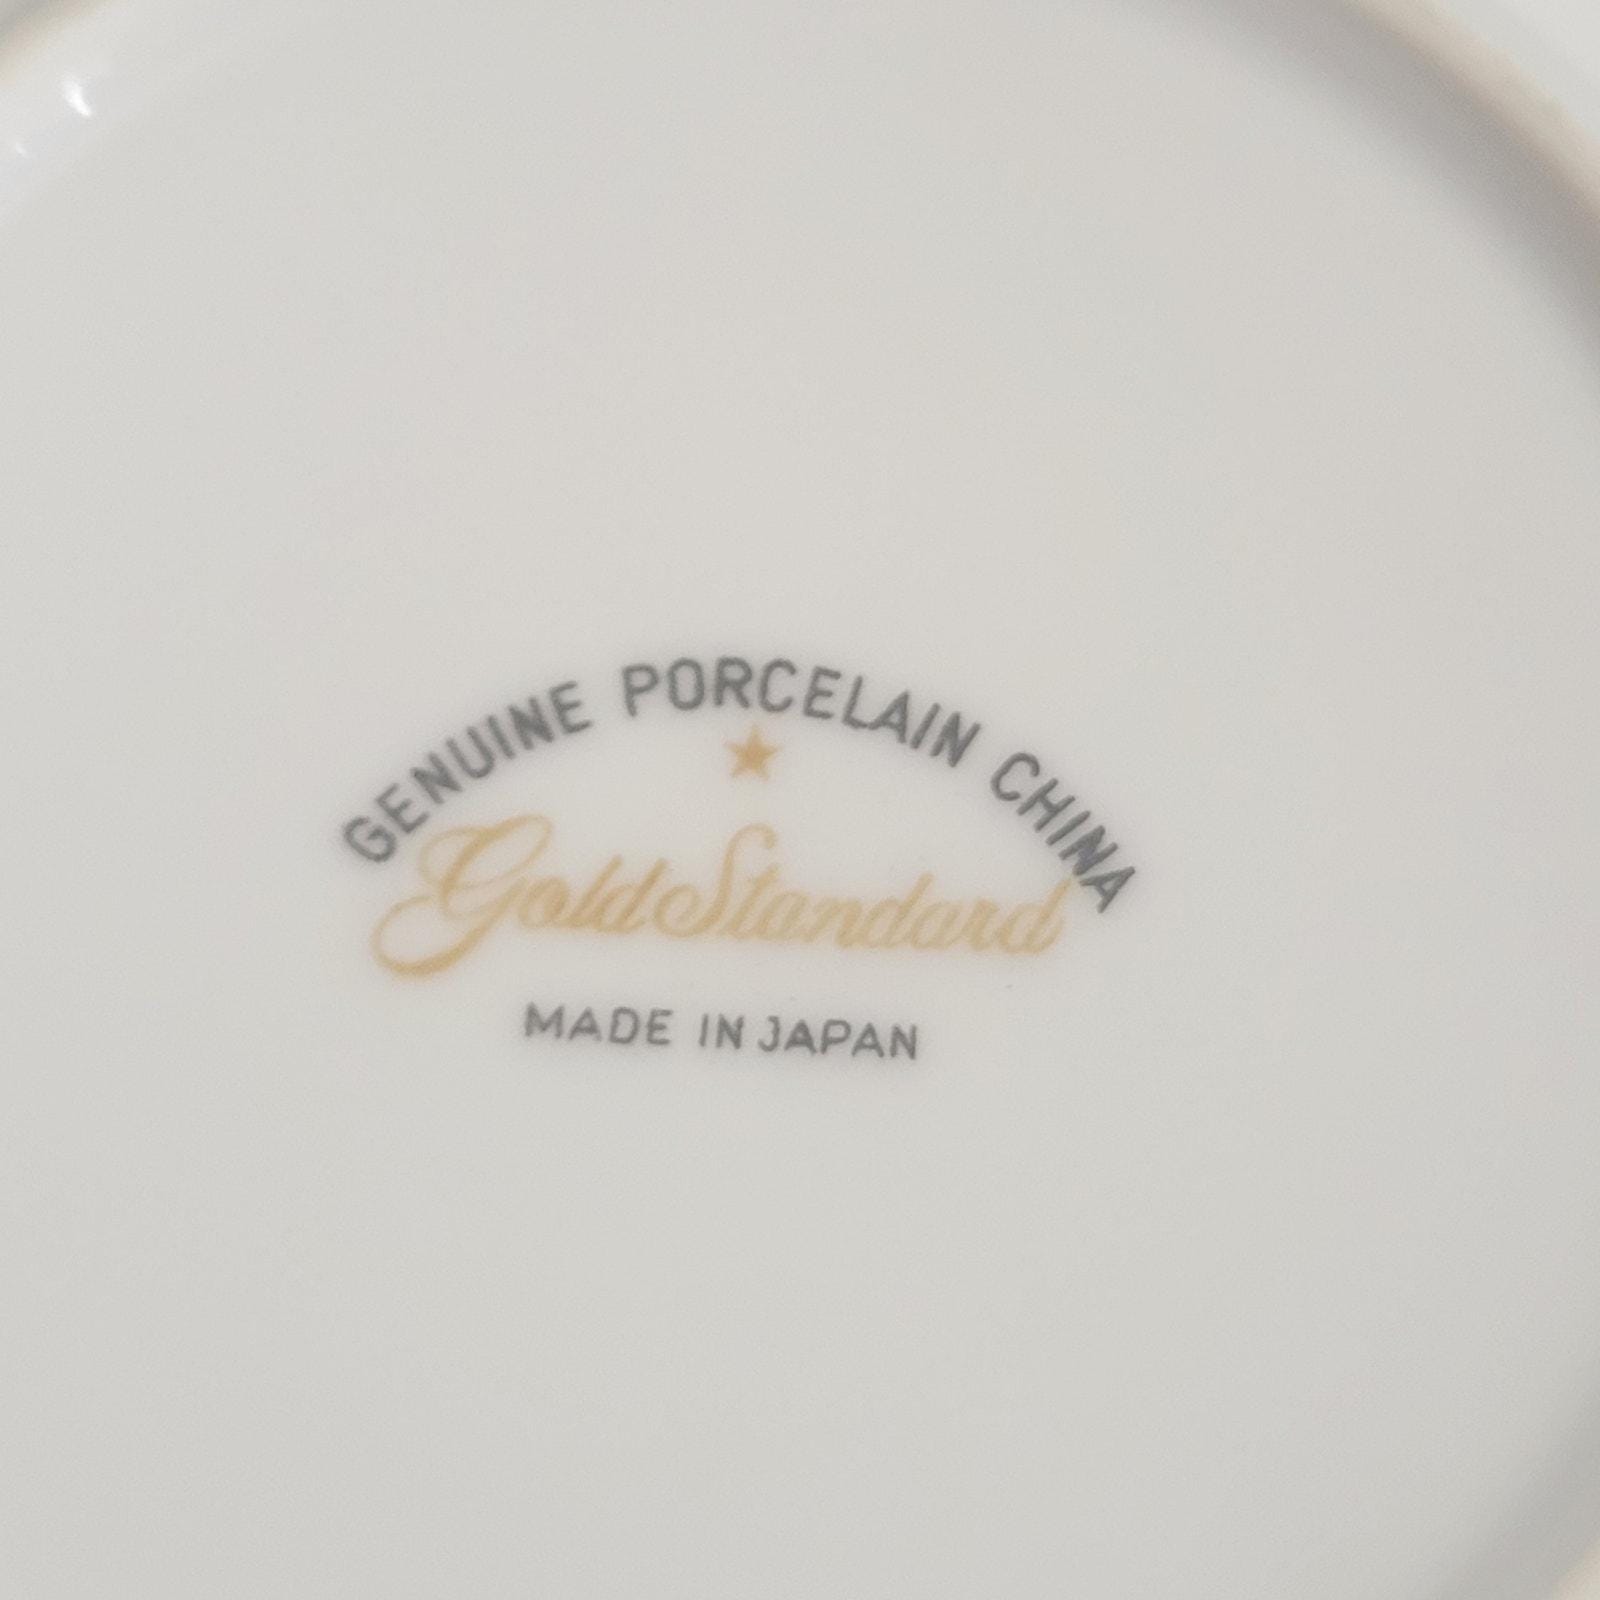 GENUINE PORCELAIN CHINA
Gold Standard
MADE IN JAPAN